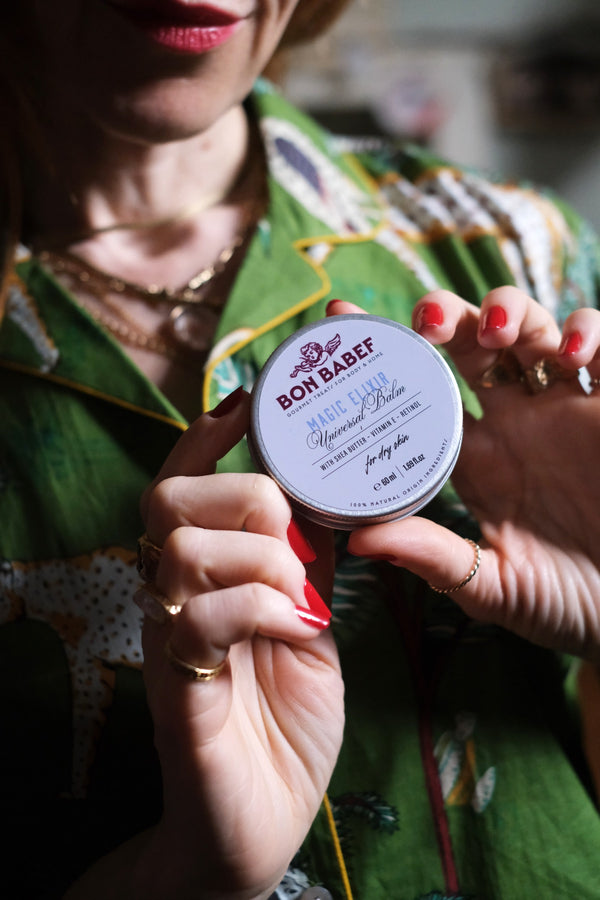 BON BABEF
GOURMET TREATS FOR BODY & HOME
MAGIC ELIXIR
Universal Balm
WITH SHEA BUTTER - VITAMIN E - RETINOL
for dry skin
℮ 60 ml | 1.69 fl.oz
100% NATURAL ORIGIN INGREDIENTS